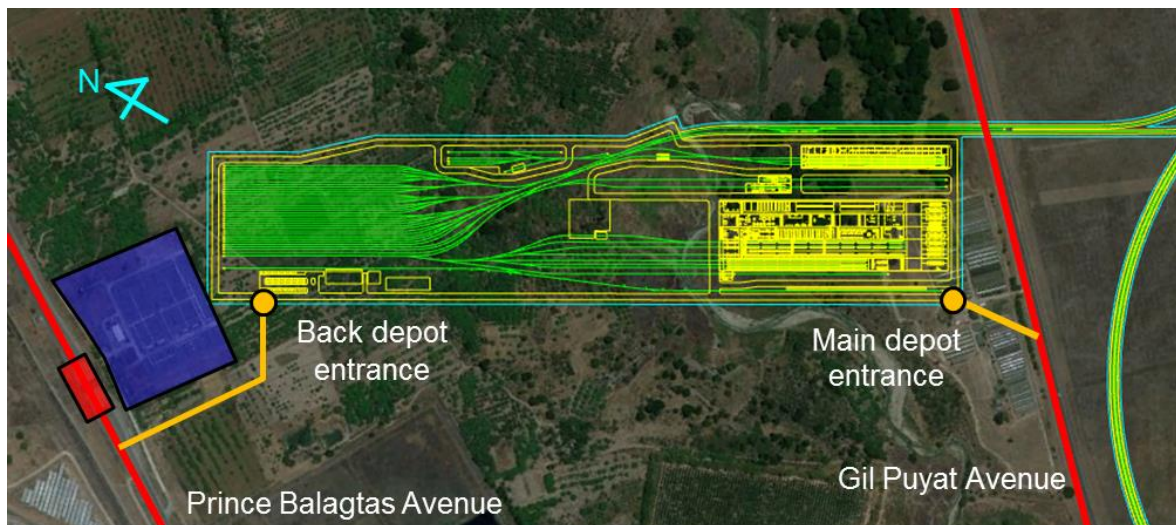 N
Back depot
entrance
Main depot
entrance
Prince Balagtas Avenue
Gil Puyat Avenue